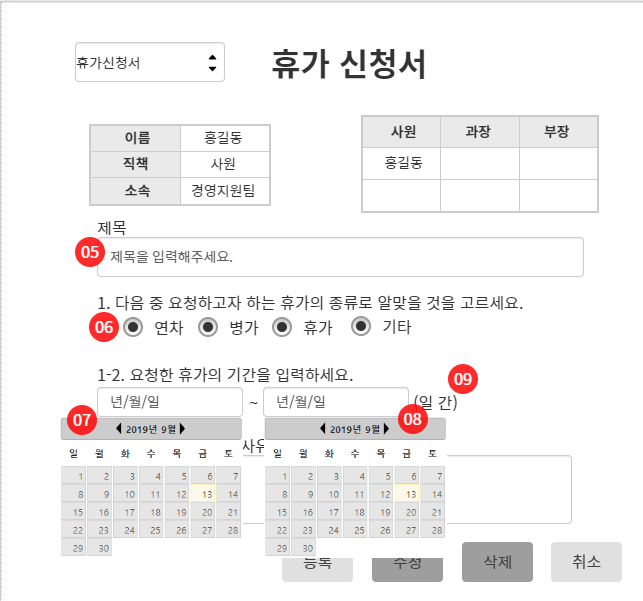 휴가신청서
휴가 신청서
이름 홍길동
직책 사원
소속 경영지원팀
사원 과장 부장
홍길동
제목
05 제목을 입력해주세요.
1. 다음 중 요청하고자 하는 휴가의 종류로 알맞을 것을 고르세요.
06 연차 병가 휴가 기타
1-2. 요청한 휴가의 기간을 입력하세요.
년/월/일 ~ 년/월/일 (일 간) 09
07
2019년 9월
일 월 화 수 목 금 토
1 2 3 4 5 6 7
8 9 10 11 12 13 14
15 16 17 18 19 20 21
22 23 24 25 26 27 28
29 30
사유
08
2019년 9월
일 월 화 수 목 금 토
1 2 3 4 5 6 7
8 9 10 11 12 13 14
15 16 17 18 19 20 21
22 23 24 25 26 27 28
29 30
등록 수정 삭제 취소